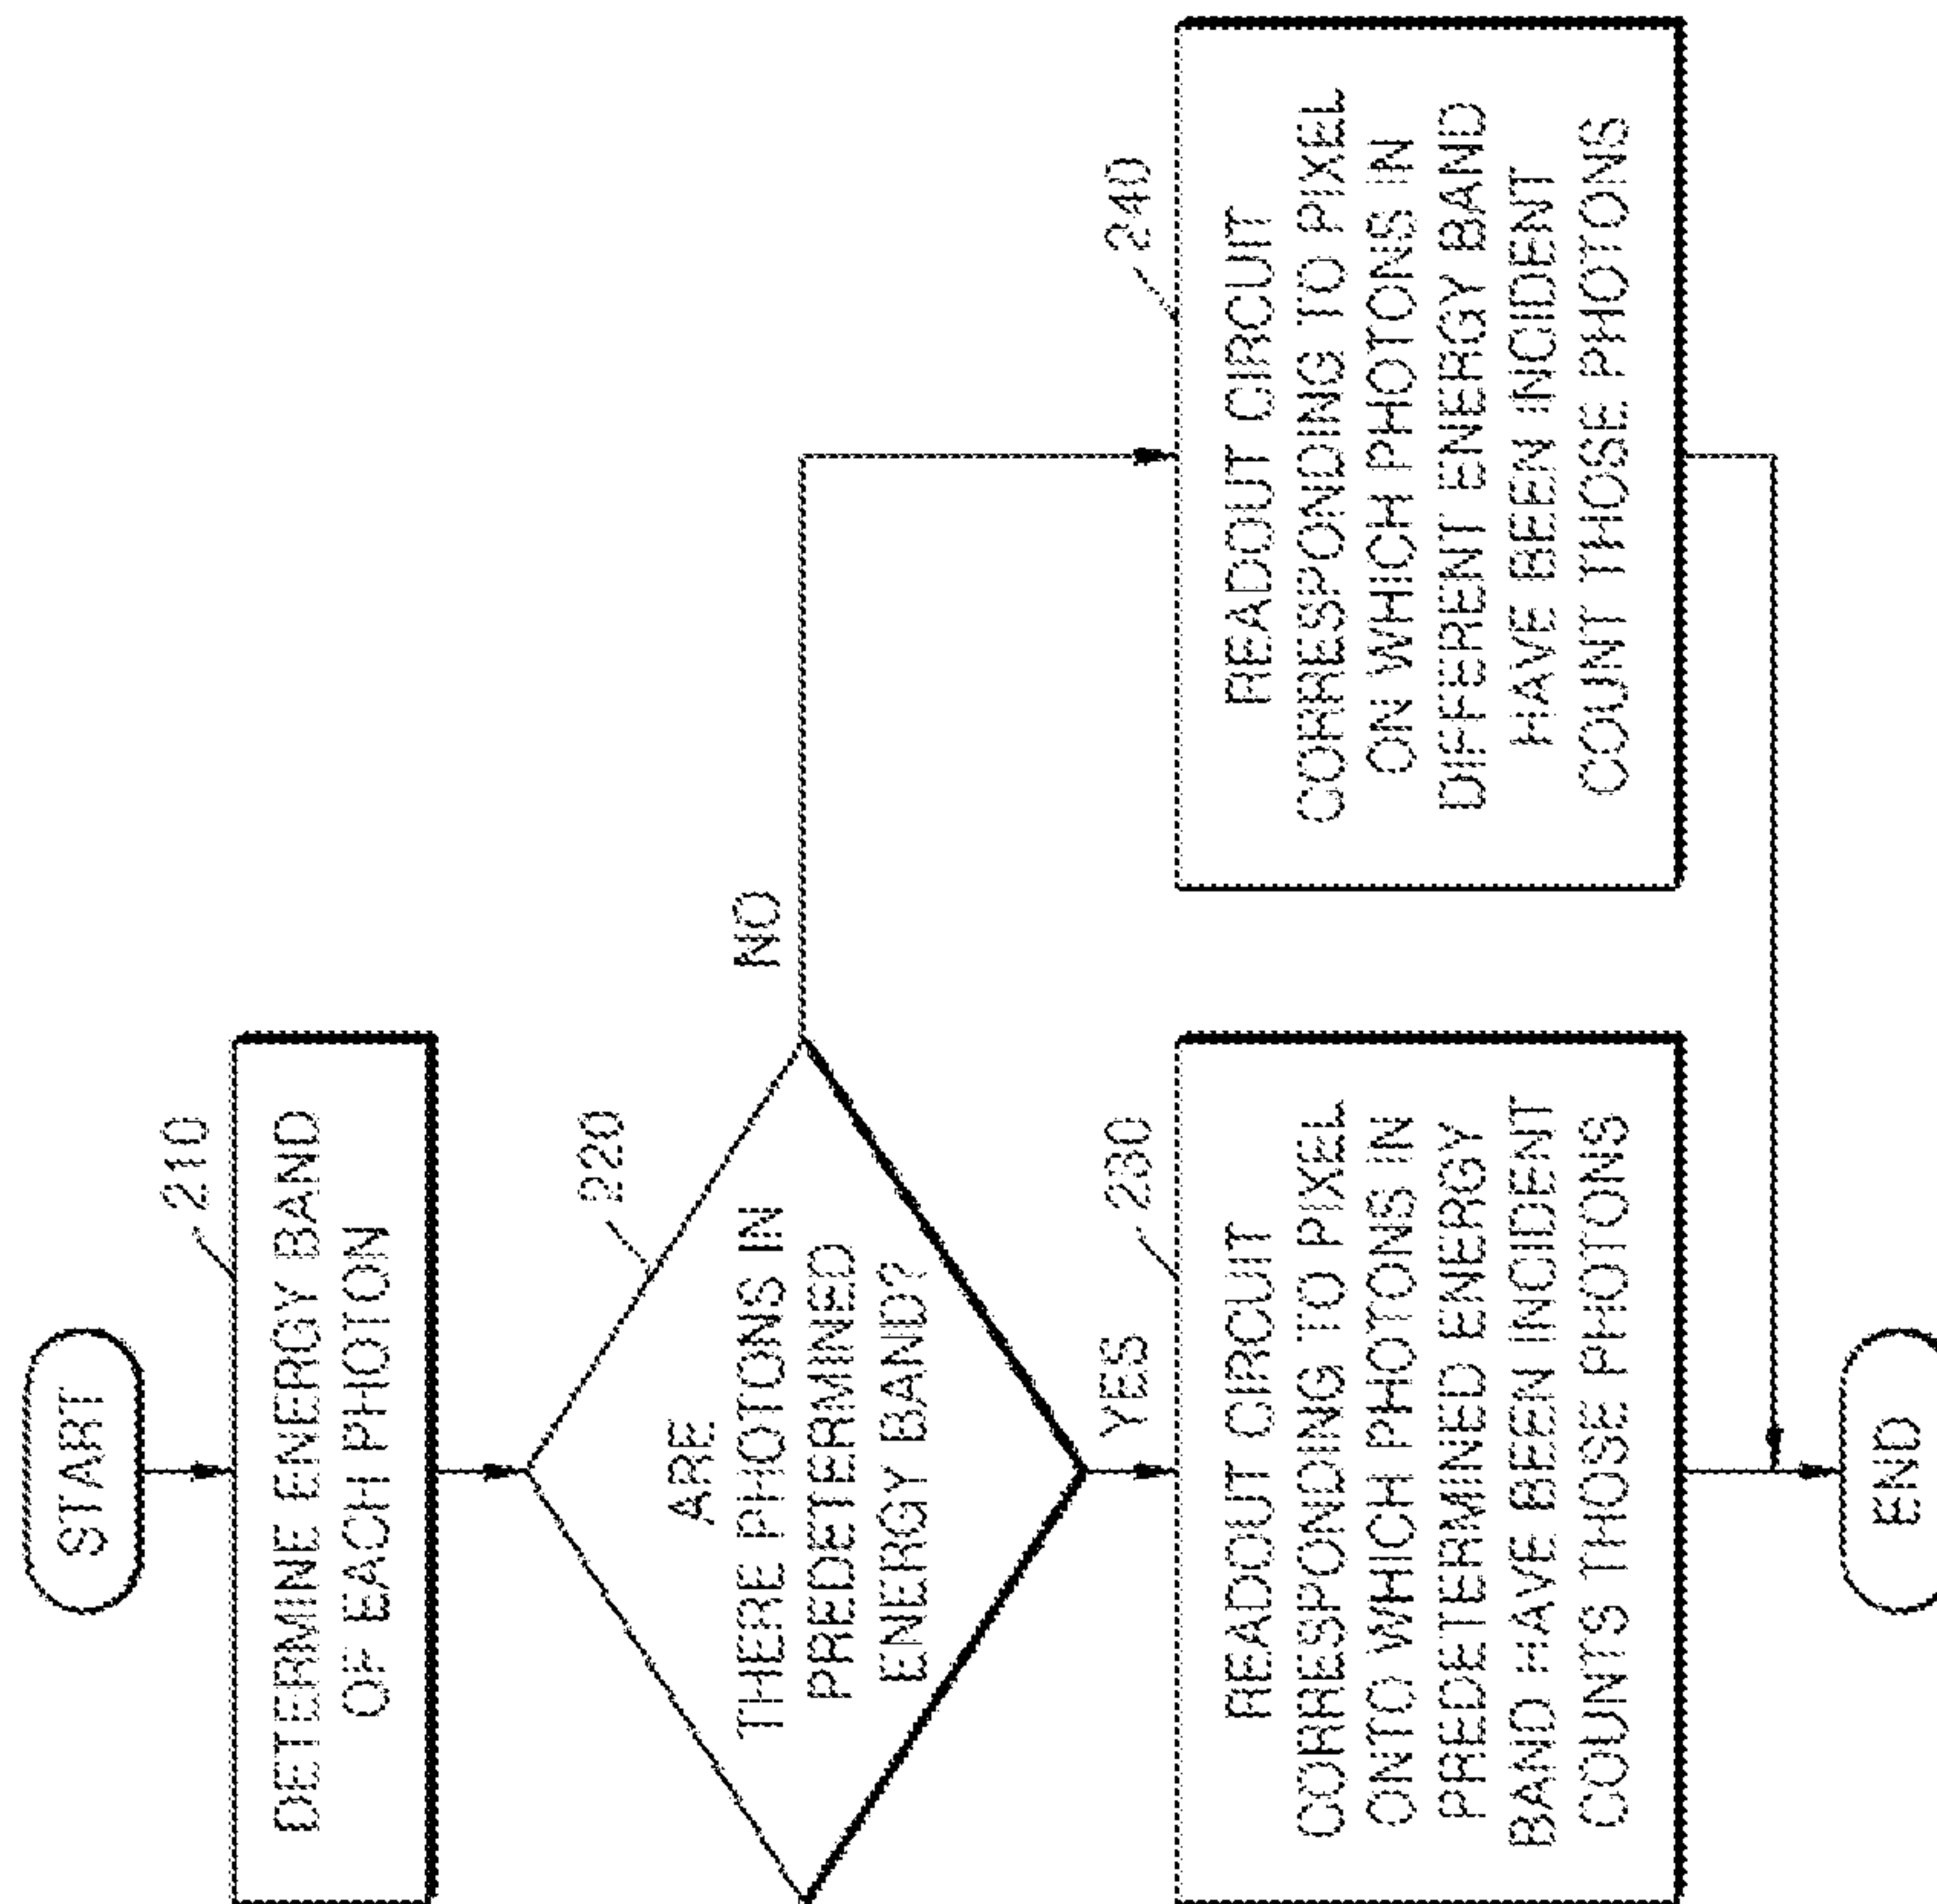 START
210
DETERMINE ENERGY BAND
OF EACH PHOTON
220
ARE
THERE PHOTONS IN
PREDETERMINED
ENERGY BAND?
NO
YES
230
READOUT CIRCUIT
CORRESPONDING TO PIXEL
ONTO WHICH PHOTONS IN
PREDETERMINED ENERGY
BAND HAVE BEEN INCIDENT
COUNTS THOSE PHOTONS
240
READOUT CIRCUIT
CORRESPONDING TO PIXEL
ON WHICH PHOTONS IN
DIFFERENT ENERGY BAND
HAVE BEEN INCIDENT
COUNT THOSE PHOTONS
END